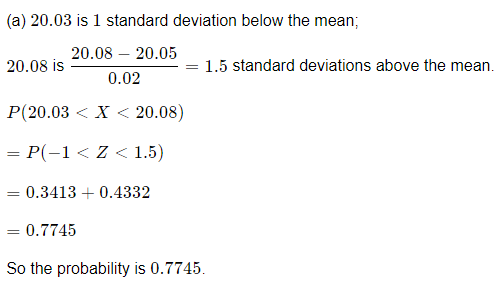 (a) 20.03 is 1 standard deviation below the mean;
20.08 is (20.08 − 20.05)/0.02 = 1.5 standard deviations above the mean.
P(20.03 < X < 20.08)
= P(−1 < Z < 1.5)
= 0.3413 + 0.4332
= 0.7745
So the probability is 0.7745.